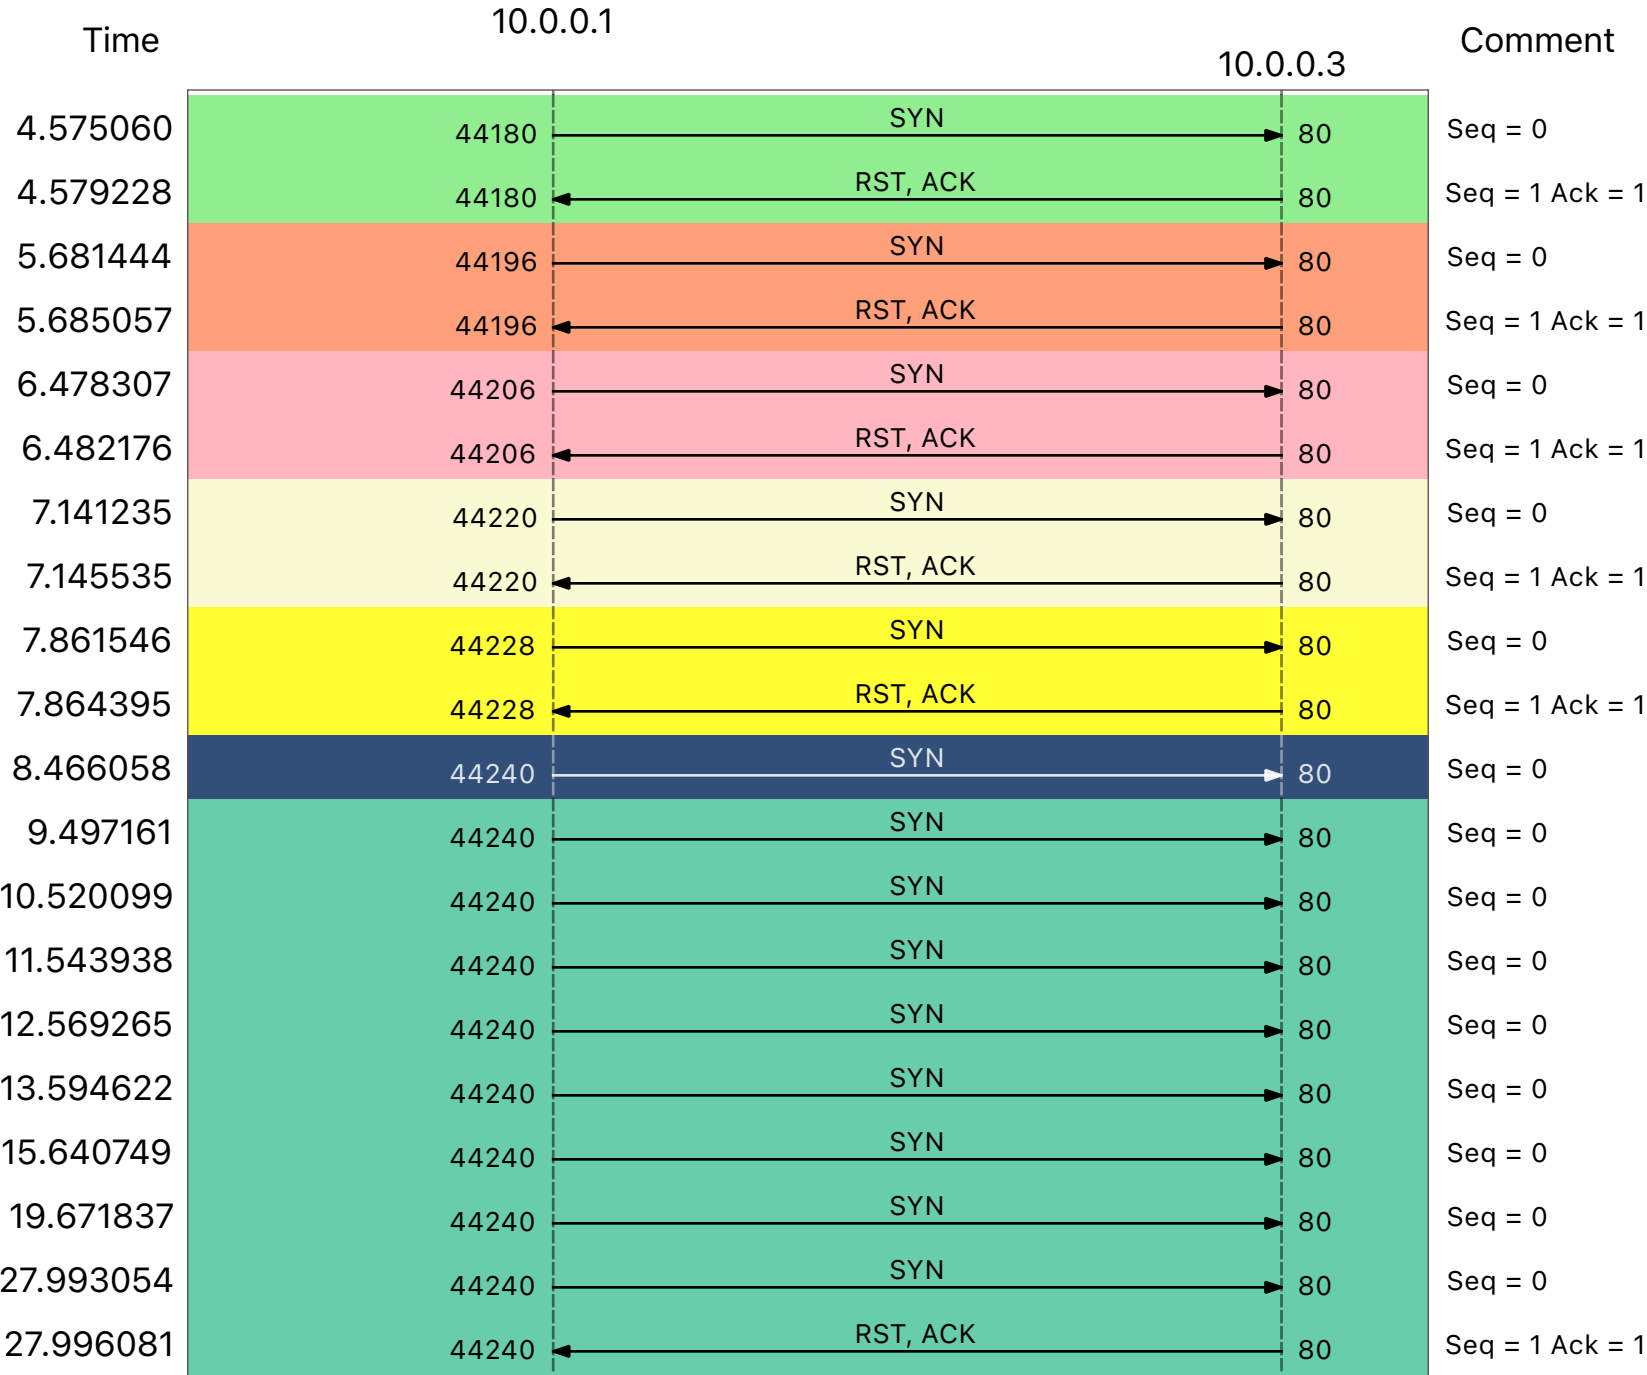 Time 10.0.0.1 10.0.0.3 Comment
4.575060 44180 SYN 80 Seq = 0
4.579228 44180 RST, ACK 80 Seq = 1 Ack = 1
5.681444 44196 SYN 80 Seq = 0
5.685057 44196 RST, ACK 80 Seq = 1 Ack = 1
6.478307 44206 SYN 80 Seq = 0
6.482176 44206 RST, ACK 80 Seq = 1 Ack = 1
7.141235 44220 SYN 80 Seq = 0
7.145535 44220 RST, ACK 80 Seq = 1 Ack = 1
7.861546 44228 SYN 80 Seq = 0
7.864395 44228 RST, ACK 80 Seq = 1 Ack = 1
8.466058 44240 SYN 80 Seq = 0
9.497161 44240 SYN 80 Seq = 0
10.520099 44240 SYN 80 Seq = 0
11.543938 44240 SYN 80 Seq = 0
12.569265 44240 SYN 80 Seq = 0
13.594622 44240 SYN 80 Seq = 0
15.640749 44240 SYN 80 Seq = 0
19.671837 44240 SYN 80 Seq = 0
27.993054 44240 SYN 80 Seq = 0
27.996081 44240 RST, ACK 80 Seq = 1 Ack = 1